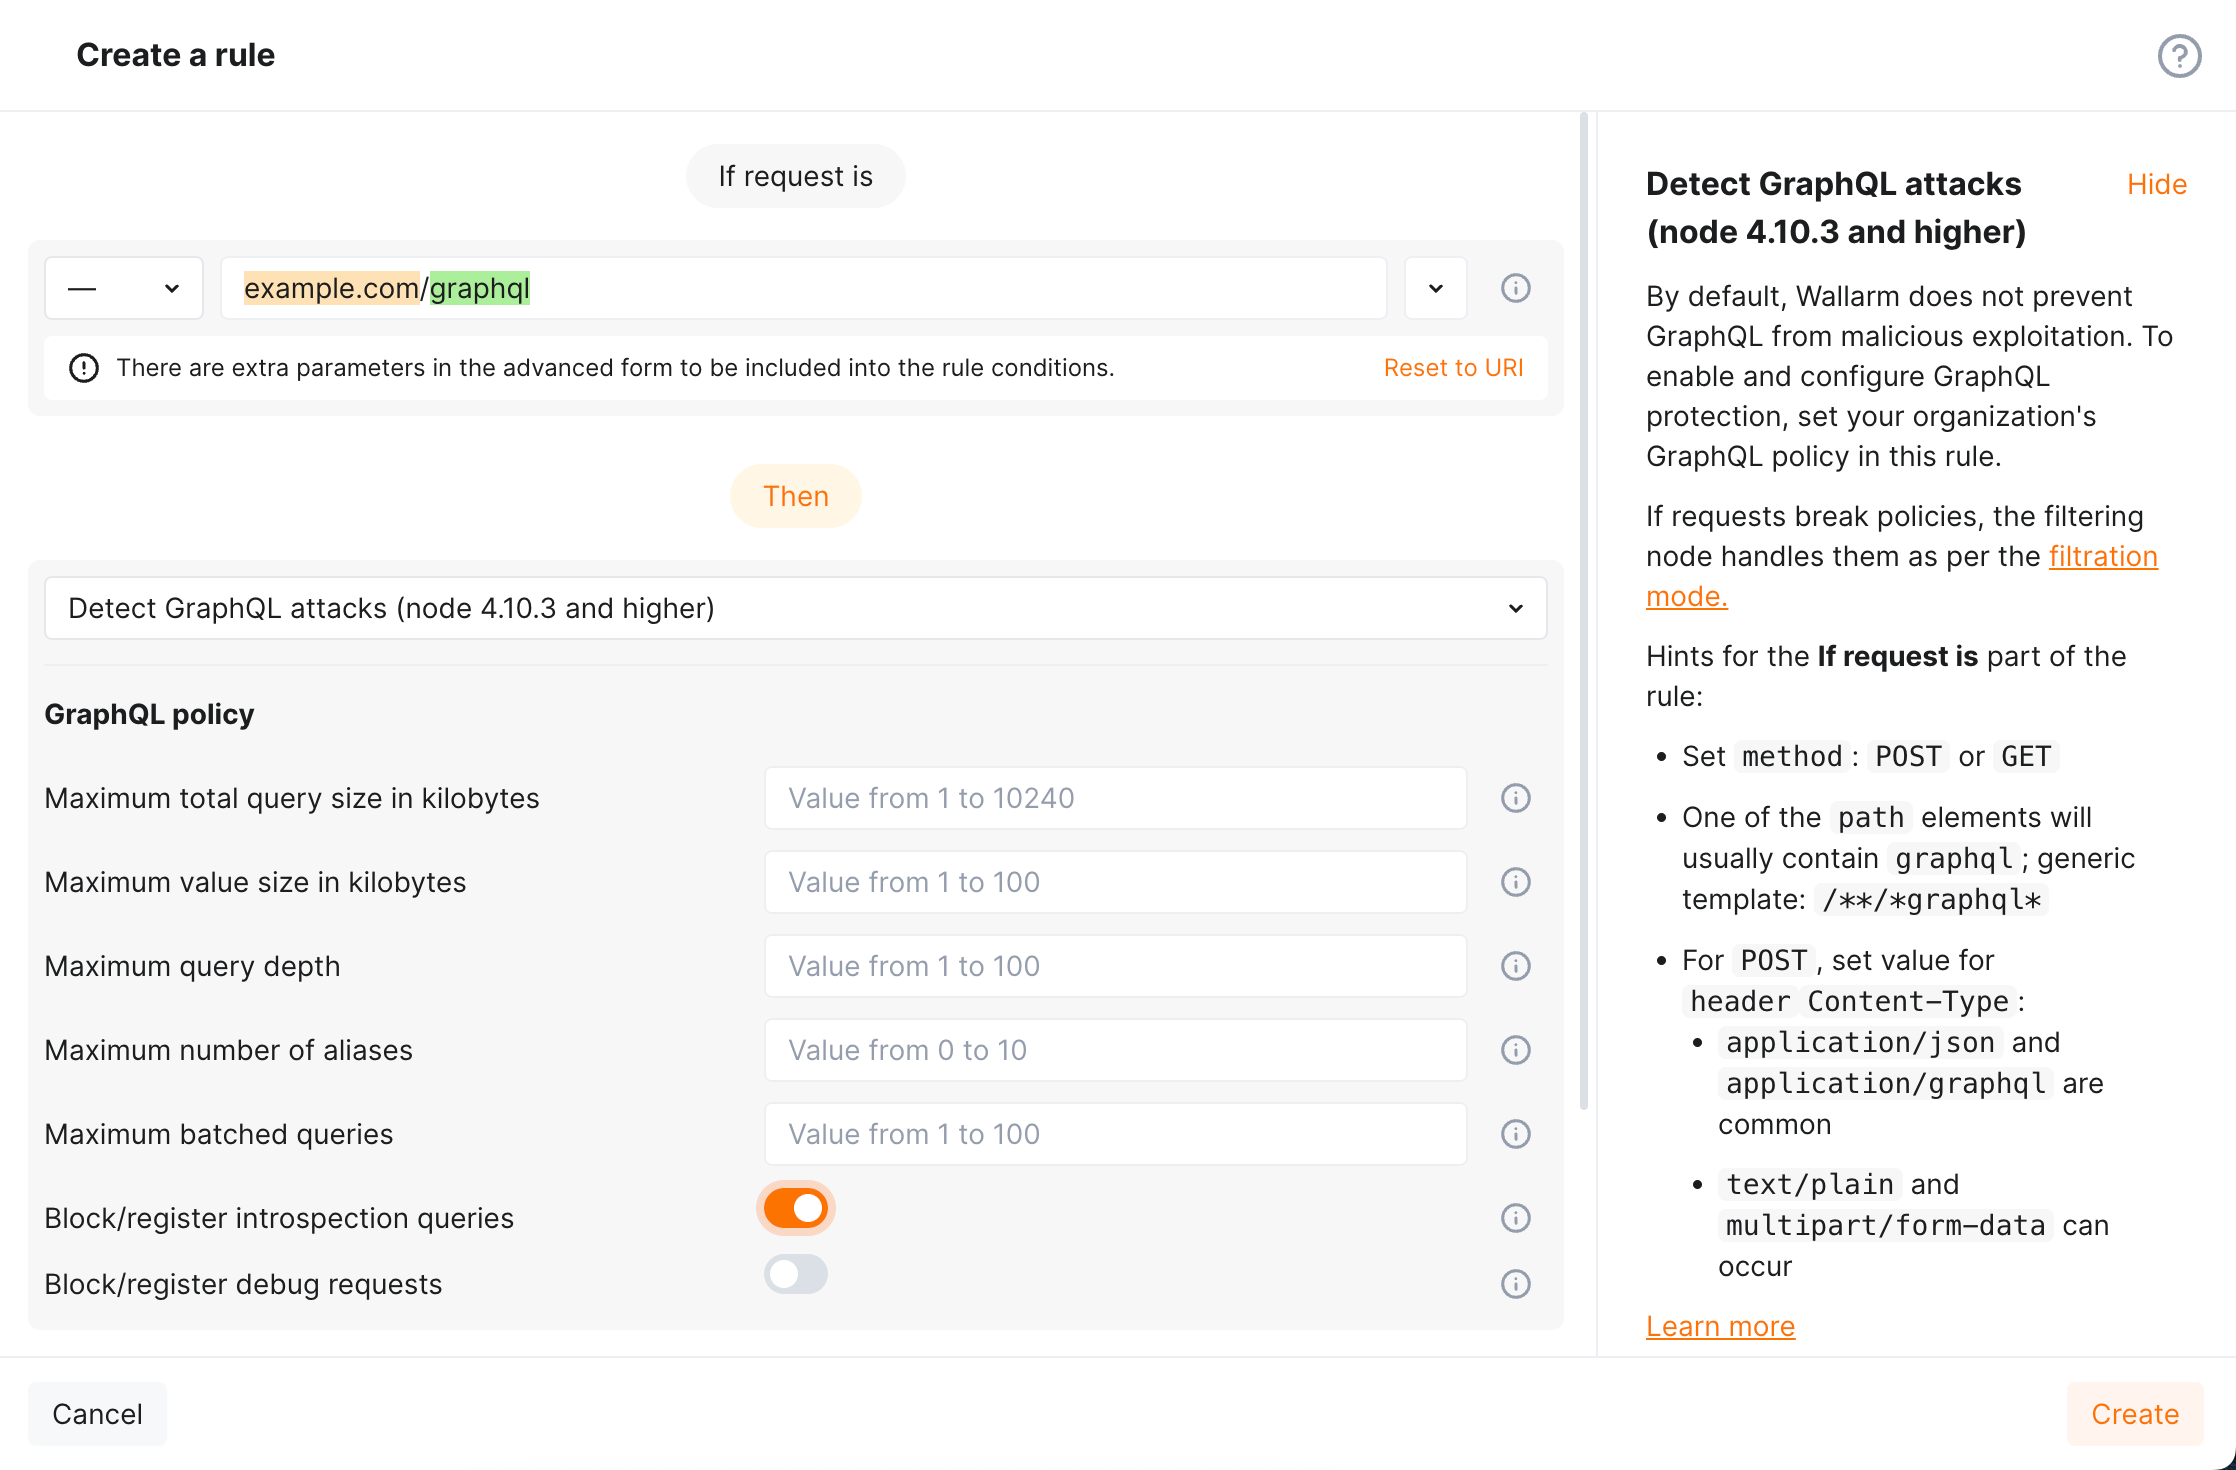 Create a rule
If request is
—
example.com/graphql
There are extra parameters in the advanced form to be included into the rule conditions.
Reset to URI
Then
Detect GraphQL attacks (node 4.10.3 and higher)
GraphQL policy
Maximum total query size in kilobytes
Value from 1 to 10240
Maximum value size in kilobytes
Value from 1 to 100
Maximum query depth
Value from 1 to 100
Maximum number of aliases
Value from 0 to 10
Maximum batched queries
Value from 1 to 100
Block/register introspection queries
Block/register debug requests
Detect GraphQL attacks
(node 4.10.3 and higher)
Hide
By default, Wallarm does not prevent
GraphQL from malicious exploitation. To
enable and configure GraphQL
protection, set your organization's
GraphQL policy in this rule.
If requests break policies, the filtering
node handles them as per the filtration
mode.
Hints for the If request is part of the
rule:
• Set method: POST or GET
• One of the path elements will
usually contain graphql; generic
template: /**/*graphql*
• For POST, set value for
header Content-Type:
• application/json and
application/graphql are
common
• text/plain and
multipart/form-data can
occur
Learn more
Cancel
Create